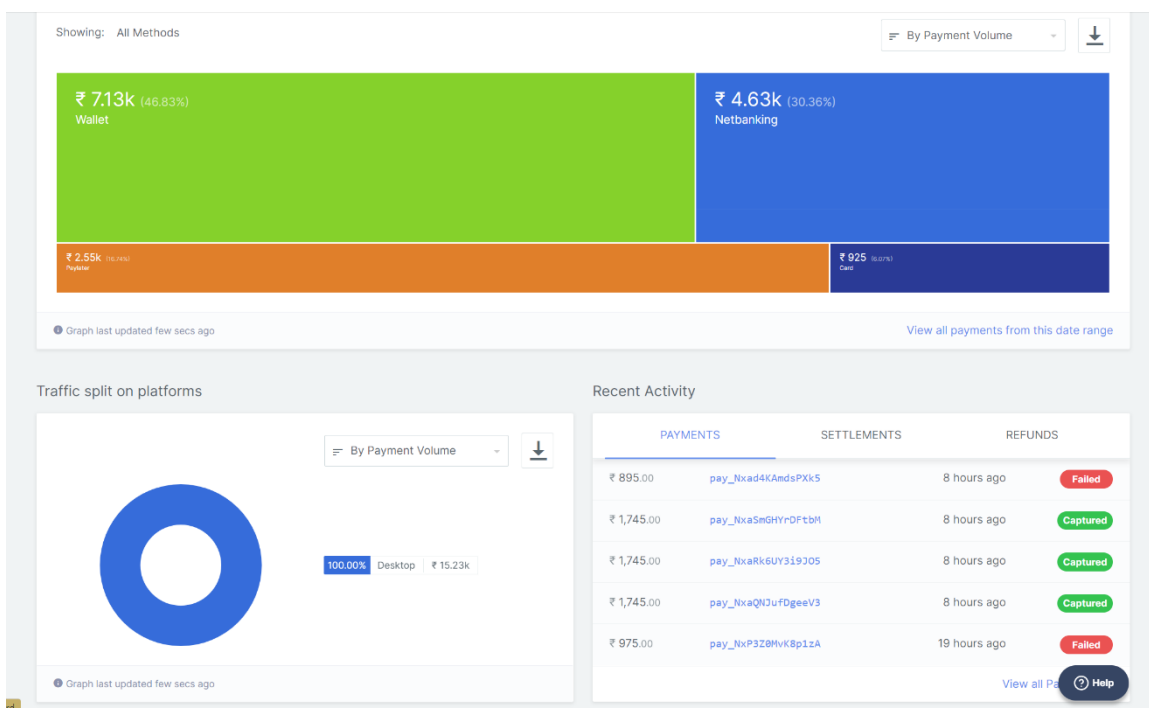 Showing: All Methods
By Payment Volume
₹ 7.13k (46.83%)
Wallet
₹ 4.63k (30.36%)
Netbanking
₹ 2.55k (16.74%)
Paylater
₹ 925 (6.07%)
Card
Graph last updated few secs ago
View all payments from this date range
Traffic split on platforms
By Payment Volume
100.00% Desktop ₹ 15.23k
Graph last updated few secs ago
Recent Activity
PAYMENTS SETTLEMENTS REFUNDS
₹ 895.00 pay_Nxad4KAmdsPXk5 8 hours ago Failed
₹ 1,745.00 pay_NxaSmGHYrDFtbM 8 hours ago Captured
₹ 1,745.00 pay_NxaRk6UY3i9JO5 8 hours ago Captured
₹ 1,745.00 pay_NxaQNJufDgeeV3 8 hours ago Captured
₹ 975.00 pay_NxP3Z0MvK8p1zA 19 hours ago Failed
View all Pa
Help